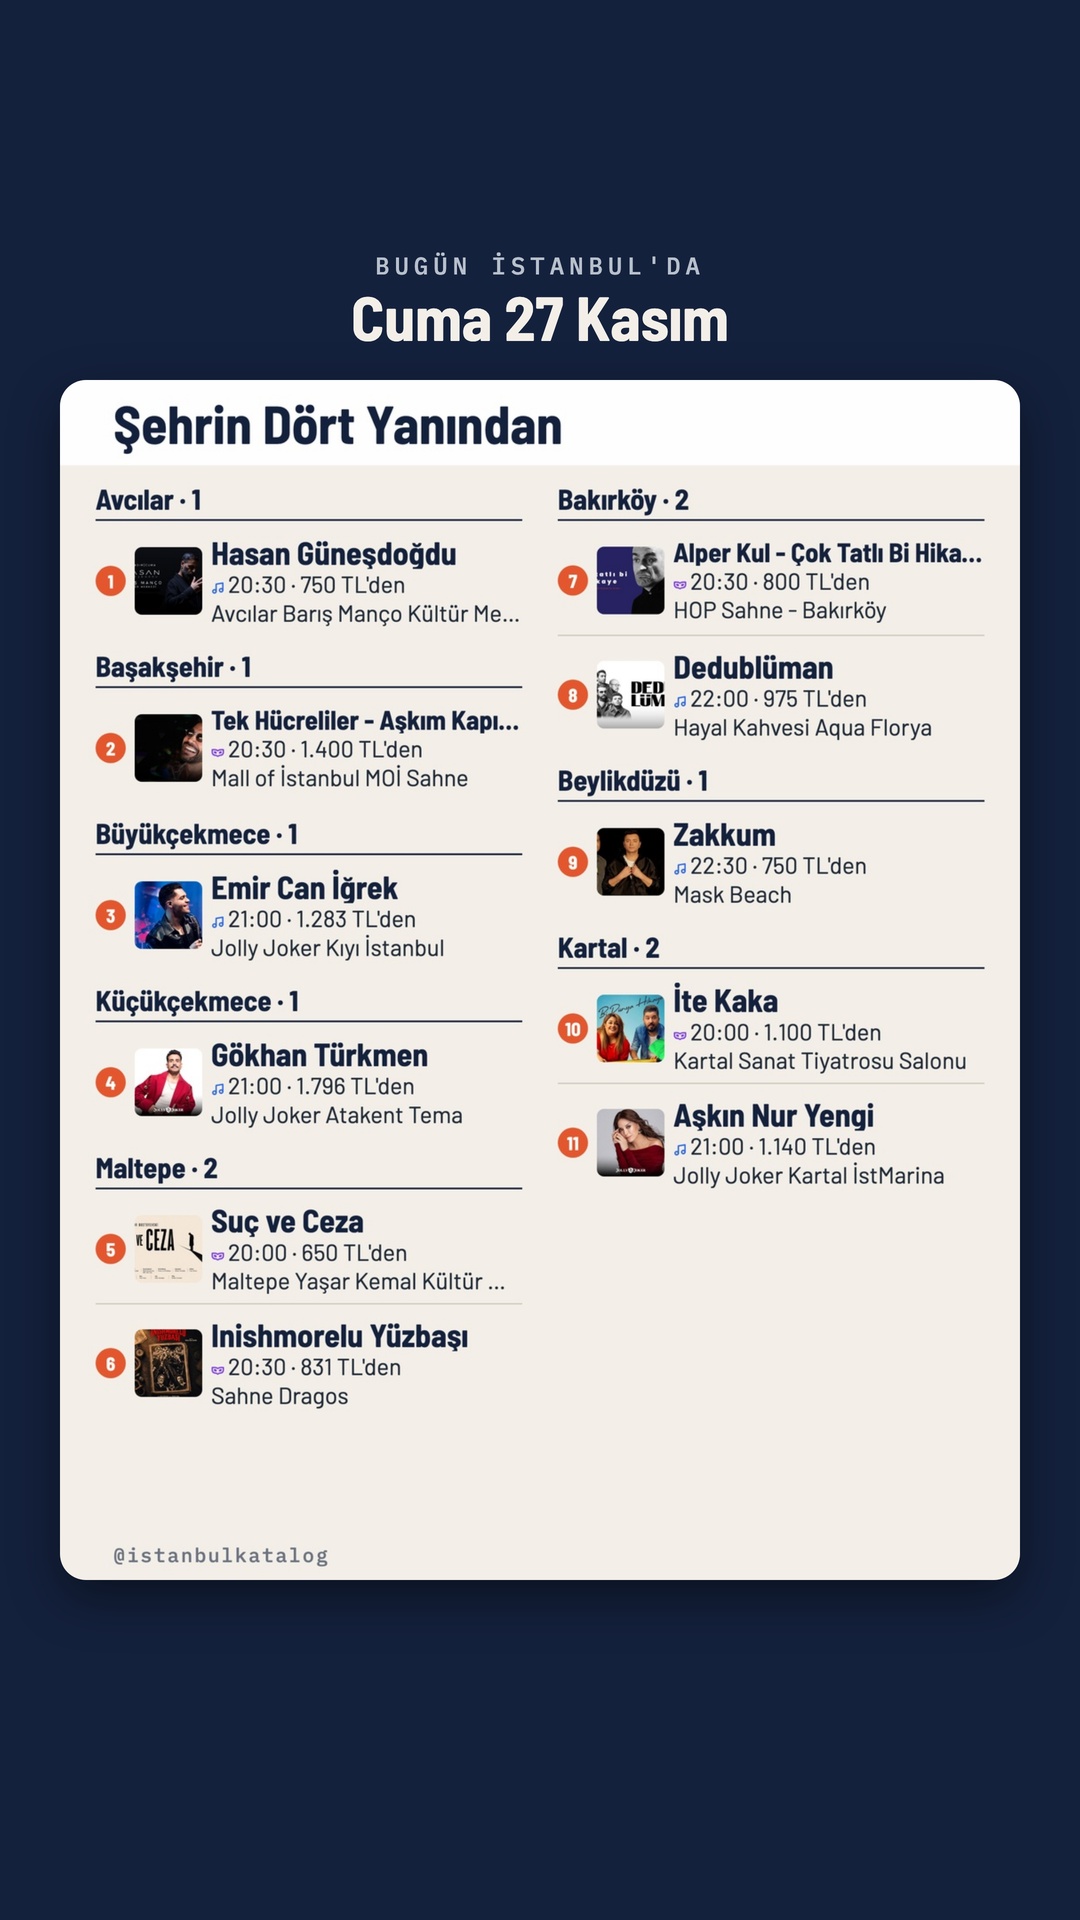 BUGÜN İSTANBUL'DA
Cuma 27 Kasım
Şehrin Dört Yanından
Avcılar · 1
1
Hasan Güneşdoğdu
20:30 · 750 TL'den
Avcılar Barış Manço Kültür Me...
Başakşehir · 1
2
Tek Hücreliler - Aşkım Kapı...
20:30 · 1.400 TL'den
Mall of İstanbul MOİ Sahne
Büyükçekmece · 1
3
Emir Can İğrek
21:00 · 1.283 TL'den
Jolly Joker Kıyı İstanbul
Küçükçekmece · 1
4
Gökhan Türkmen
21:00 · 1.796 TL'den
Jolly Joker Atakent Tema
Maltepe · 2
5
VE CEZA
Suç ve Ceza
20:00 · 650 TL'den
Maltepe Yaşar Kemal Kültür ...
6
Inishmorelu Yüzbaşı
20:30 · 831 TL'den
Sahne Dragos
Bakırköy · 2
7
atlı bi
kaye
Alper Kul - Çok Tatlı Bi Hika...
20:30 · 800 TL'den
HOP Sahne - Bakırköy
8
DED
LÜM
Dedublüman
22:00 · 975 TL'den
Hayal Kahvesi Aqua Florya
Beylikdüzü · 1
9
Zakkum
22:30 · 750 TL'den
Mask Beach
Kartal · 2
10
İte Kaka
20:00 · 1.100 TL'den
Kartal Sanat Tiyatrosu Salonu
11
Aşkın Nur Yengi
21:00 · 1.140 TL'den
Jolly Joker Kartal İstMarina
@istanbulkatalog